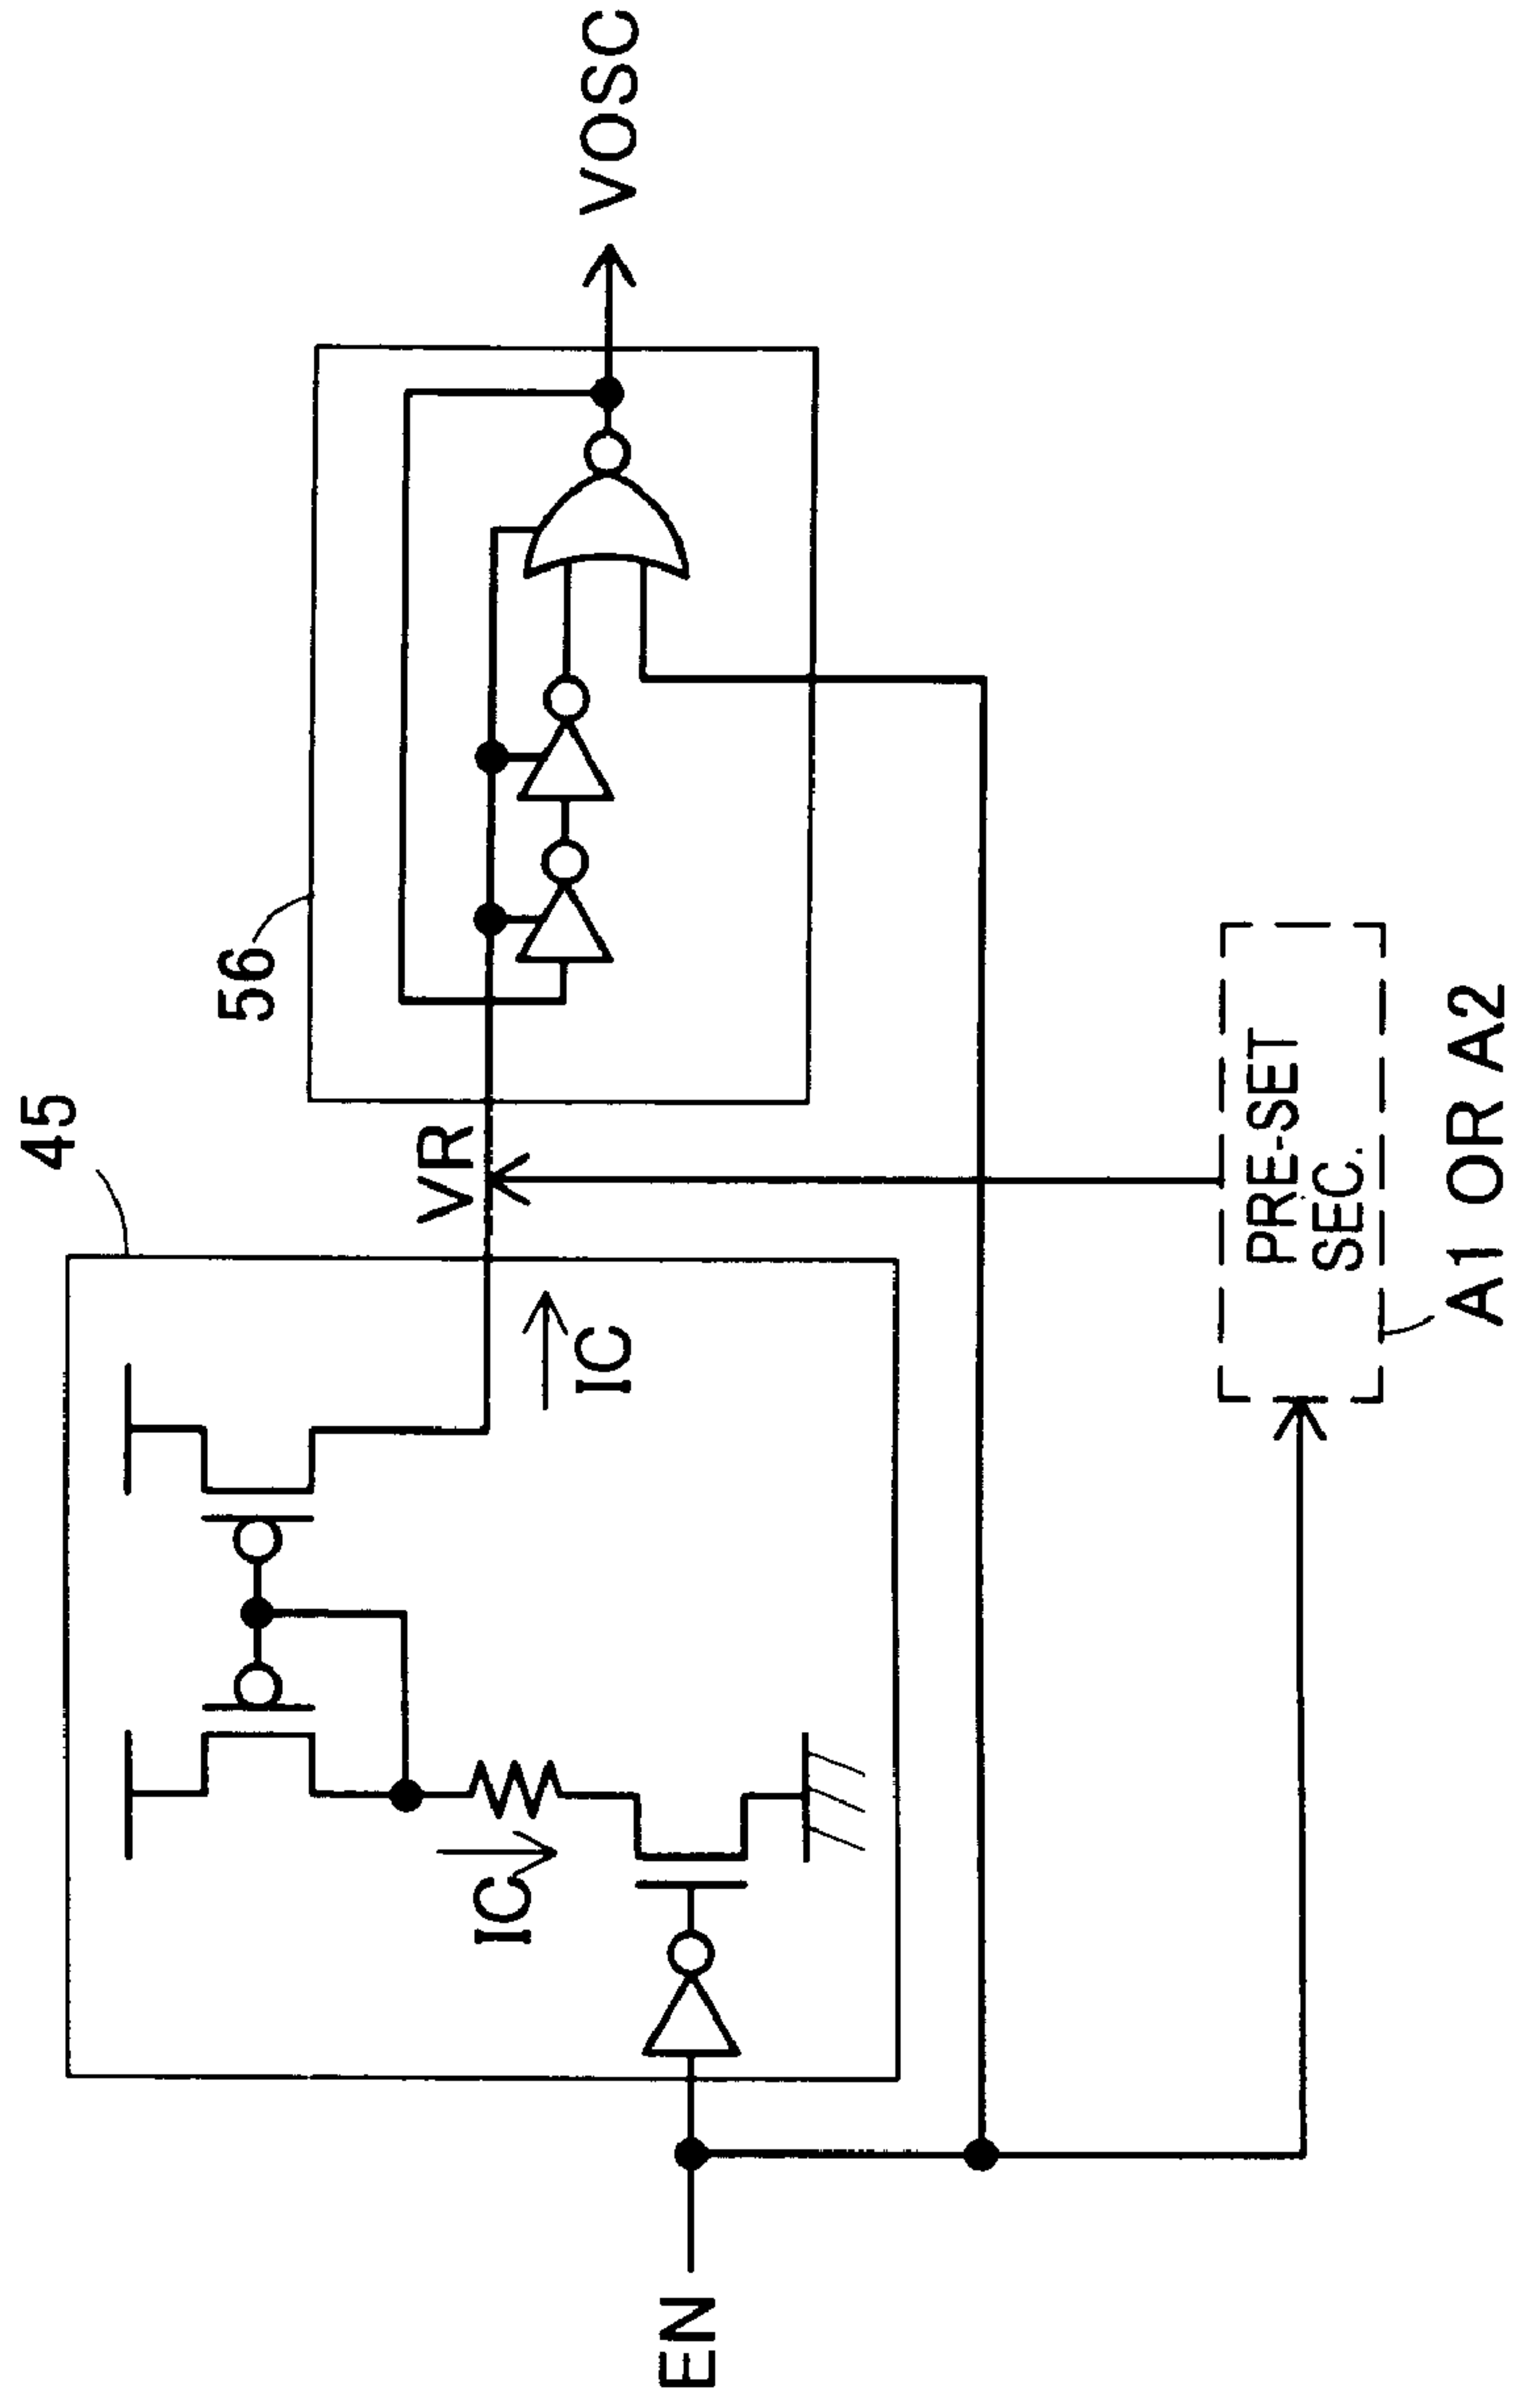 45
56
VR
VOSC
IC
IC
EN
PRE-SET
SEC.
A1 OR A2